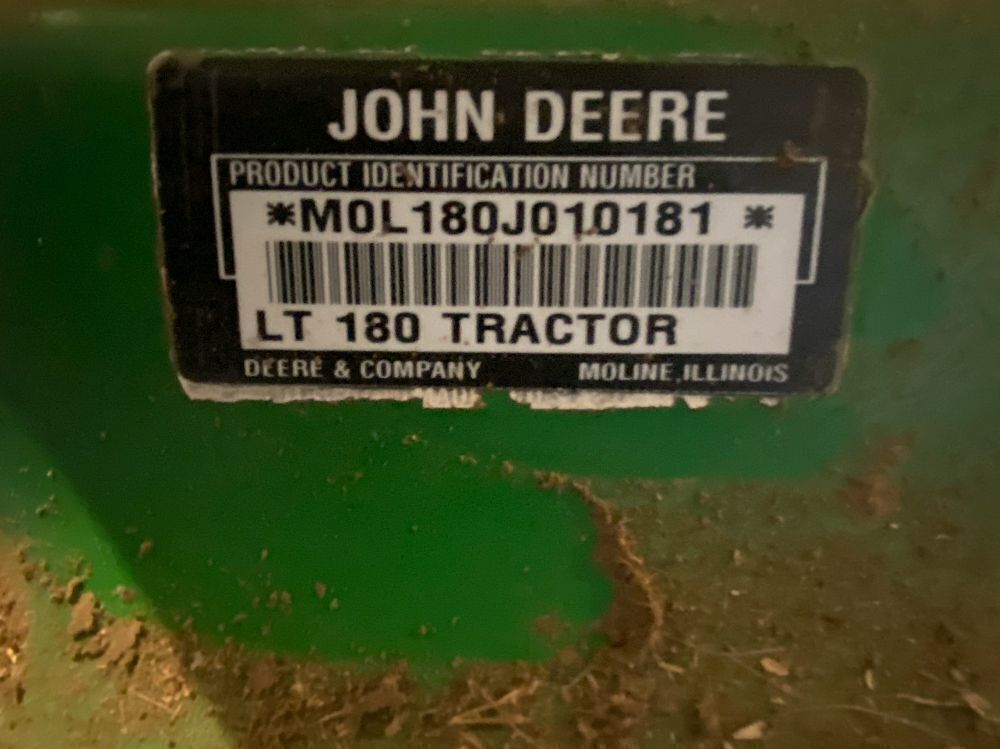 JOHN DEERE
PRODUCT IDENTIFICATION NUMBER
*M0L180J010181 *
LT 180 TRACTOR
DEERE & COMPANY MOLINE, ILLINOIS